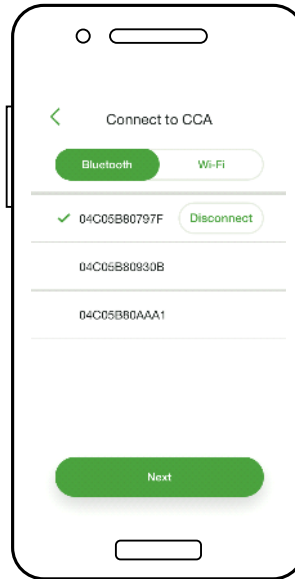 Connect to CCA
Bluetooth Wi-Fi
04C05B80797F Disconnect
04C05B80930B
04C05B80AAA1
Next